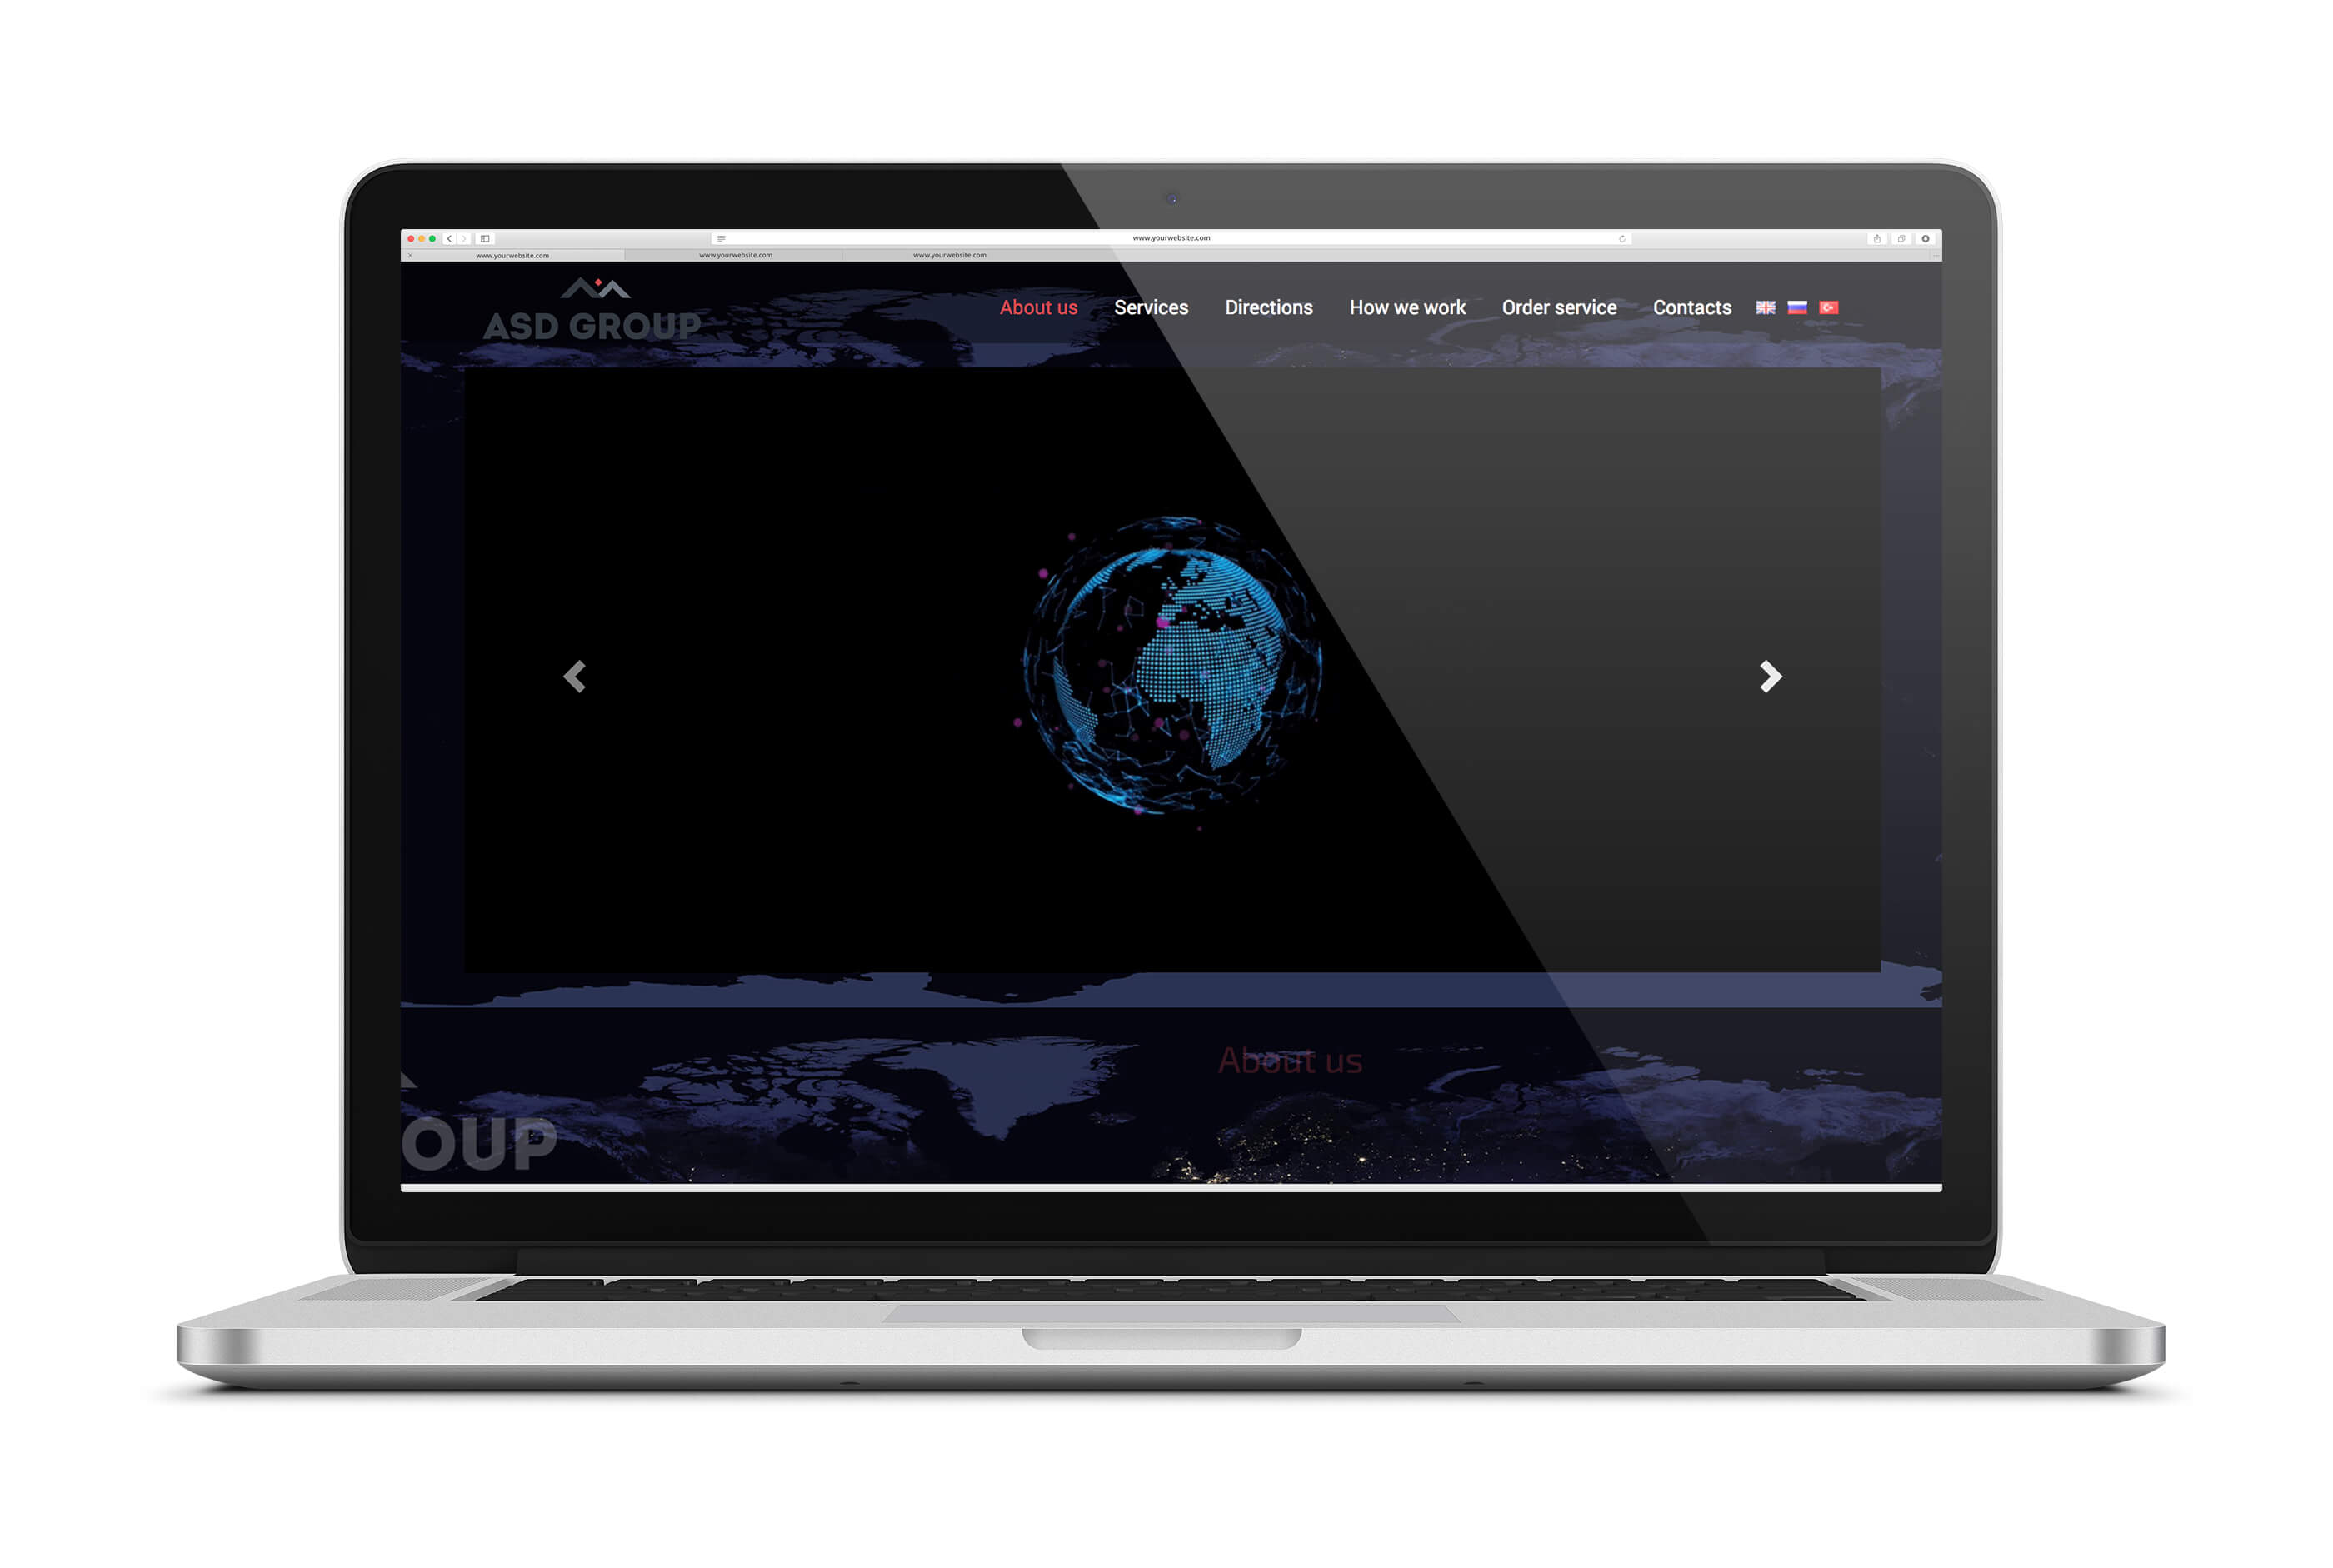 www.yourwebsite.com
www.yourwebsite.com www.yourwebsite.com www.yourwebsite.com
ASD GROUP
About us Services Directions How we work Order service Contacts
About us
OUP